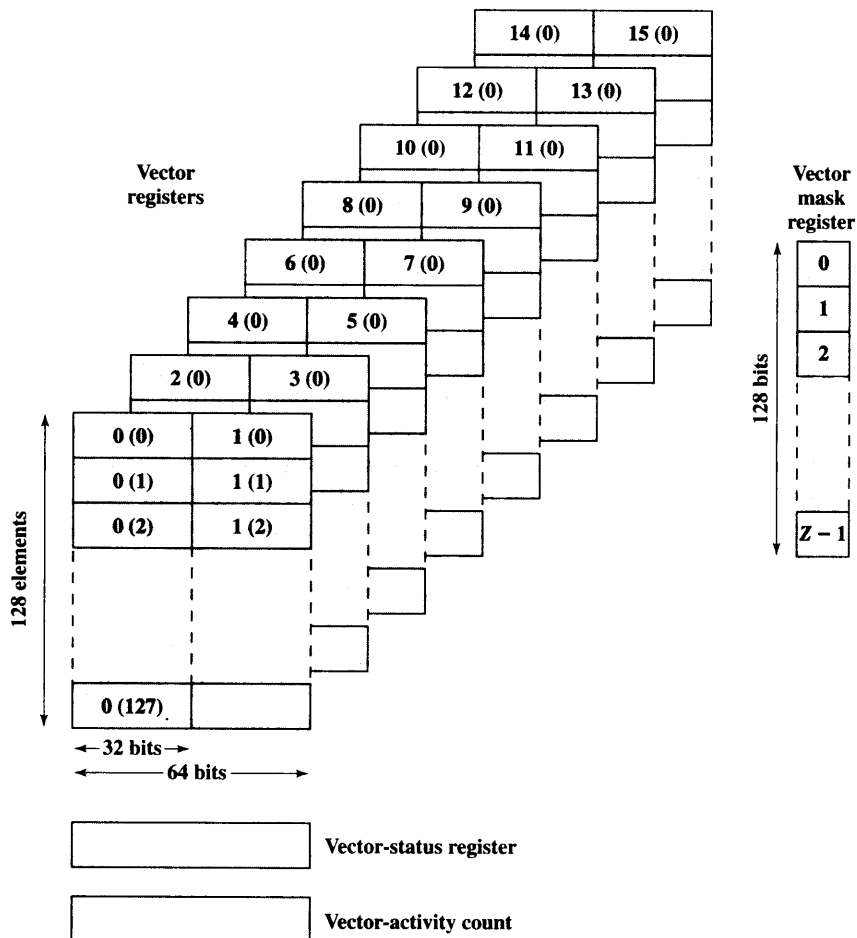 14 (0) 15 (0)
12 (0) 13 (0)
10 (0) 11 (0)
Vector
registers
8 (0) 9 (0)
6 (0) 7 (0)
4 (0) 5 (0)
2 (0) 3 (0)
0 (0) 1 (0)
0 (1) 1 (1)
0 (2) 1 (2)
128 elements
0 (127)
32 bits
64 bits
Vector
mask
register
0
1
2
128 bits
Z − 1
Vector-status register
Vector-activity count